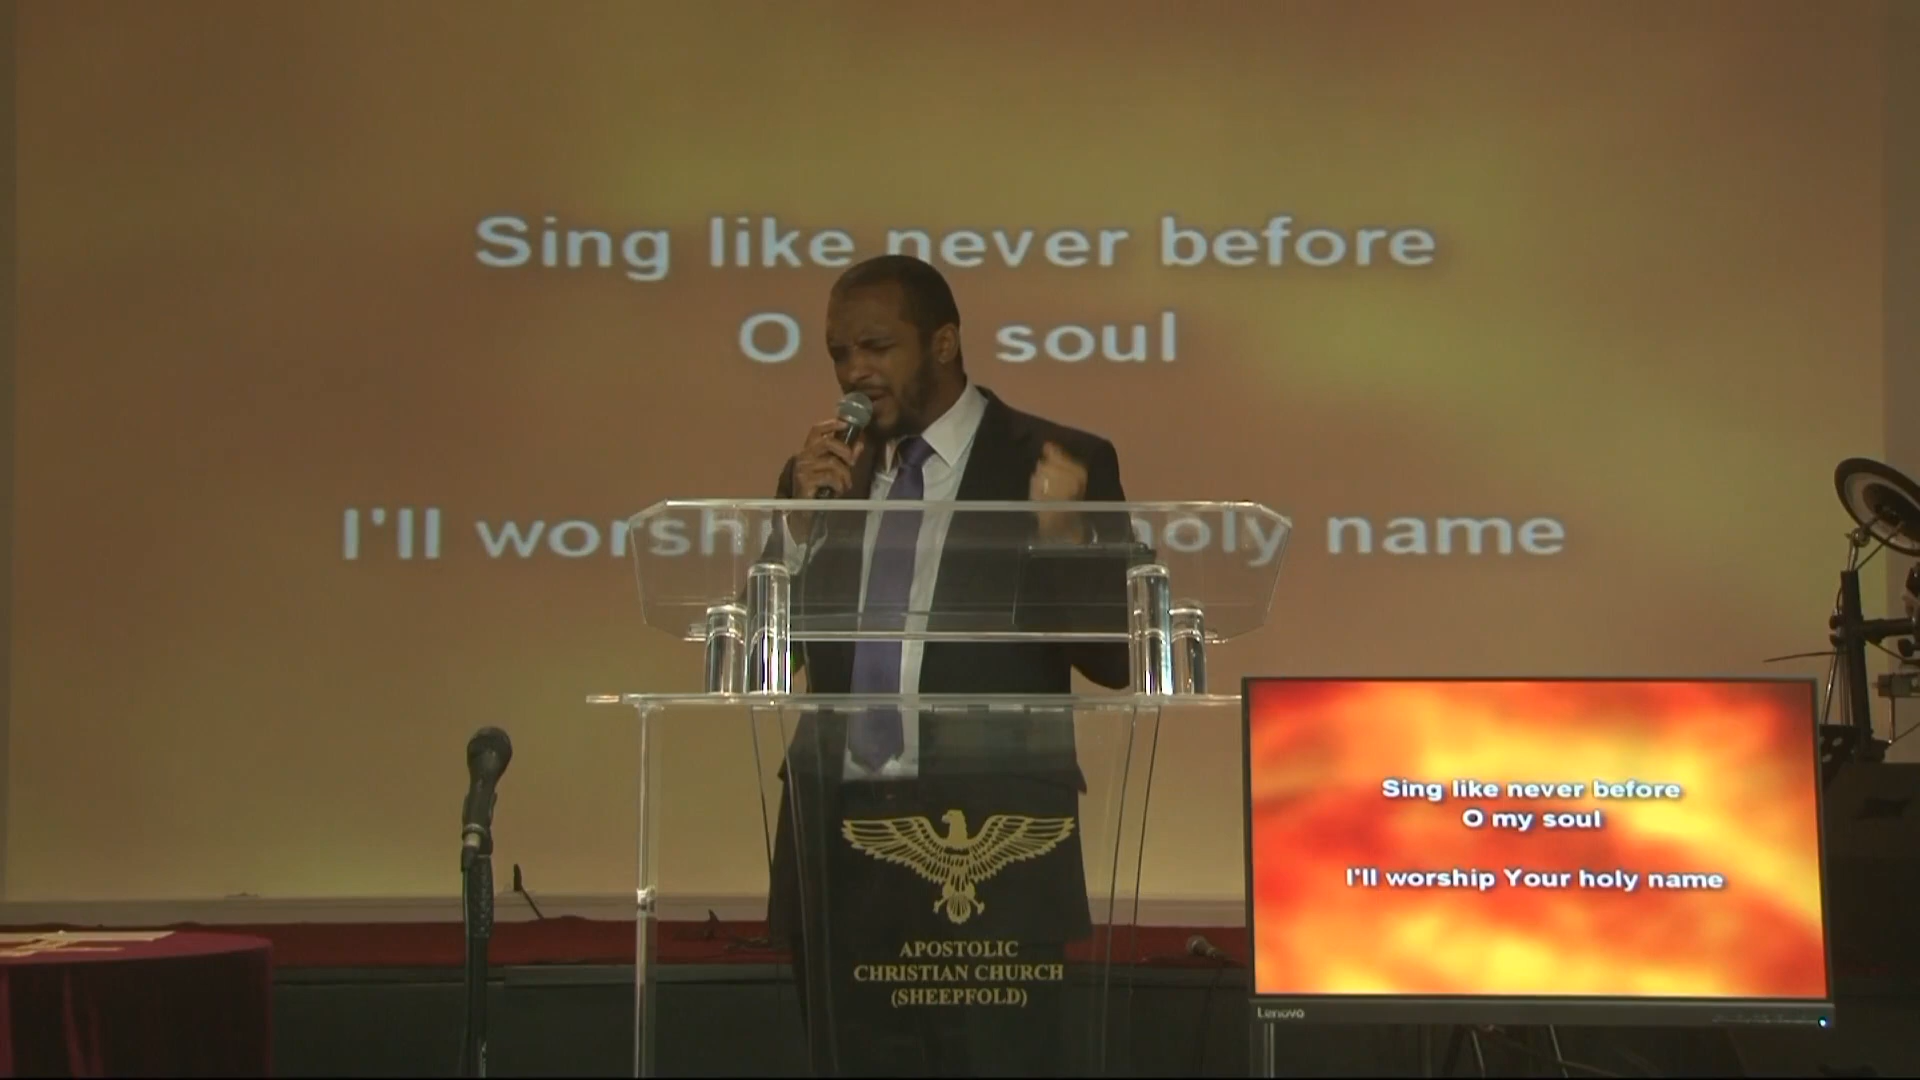 Sing like never before
O soul
I'll worship holy name
APOSTOLIC
CHRISTIAN CHURCH
(SHEEPFOLD)
Sing like never before
O my soul
I'll worship Your holy name
Lenovo